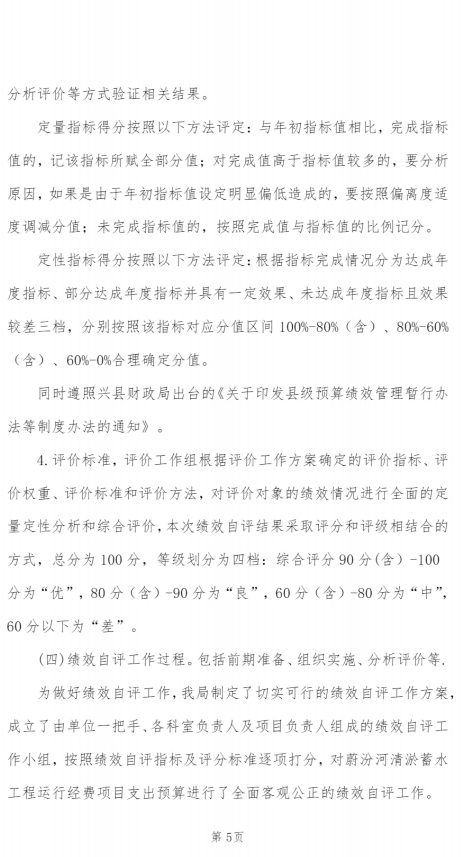 分析评价等方式验证相关结果。
定量指标得分按照以下方法评定：与年初指标值相比，完成指标
值的，记该指标所赋全部分值；对完成值高于指标值较多的，要分析
原因，如果是由于年初指标值设定明显偏低造成的，要按照偏离度适
度调减分值；未完成指标值的，按照完成值与指标值的比例记分。
定性指标得分按照以下方法评定：根据指标完成情况分为达成年
度指标、部分达成年度指标并具有一定效果、未达成年度指标且效果
较差三档，分别按照该指标对应分值区间 100%-80%（含）、80%-60%
（含）、60%-0%合理确定分值。
同时遵照兴县财政局出台的《关于印发县级预算绩效管理暂行办
法等制度办法的通知》。
4.评价标准，评价工作组根据评价工作方案确定的评价指标、评
价权重、评价标准和评价方法，对评价对象的绩效情况进行全面的定
量定性分析和综合评价，本次绩效自评结果采取评分和评级相结合的
方式，总分为 100 分，等级划分为四档：综合评分 90 分(含）-100
分为“优”，80 分（含）-90 分为“良”，60 分（含）-80 分为“中”，
60 分以下为“差”。
(四)绩效自评工作过程。包括前期准备、组织实施、分析评价等.
为做好绩效自评工作，我局制定了切实可行的绩效自评工作方案，
成立了由单位一把手、各科室负责人及项目负责人组成的绩效自评工
作小组，按照绩效自评指标及评分标准逐项打分，对蔚汾河清淤蓄水
工程运行经费项目支出预算进行了全面客观公正的绩效自评工作。
第 5页